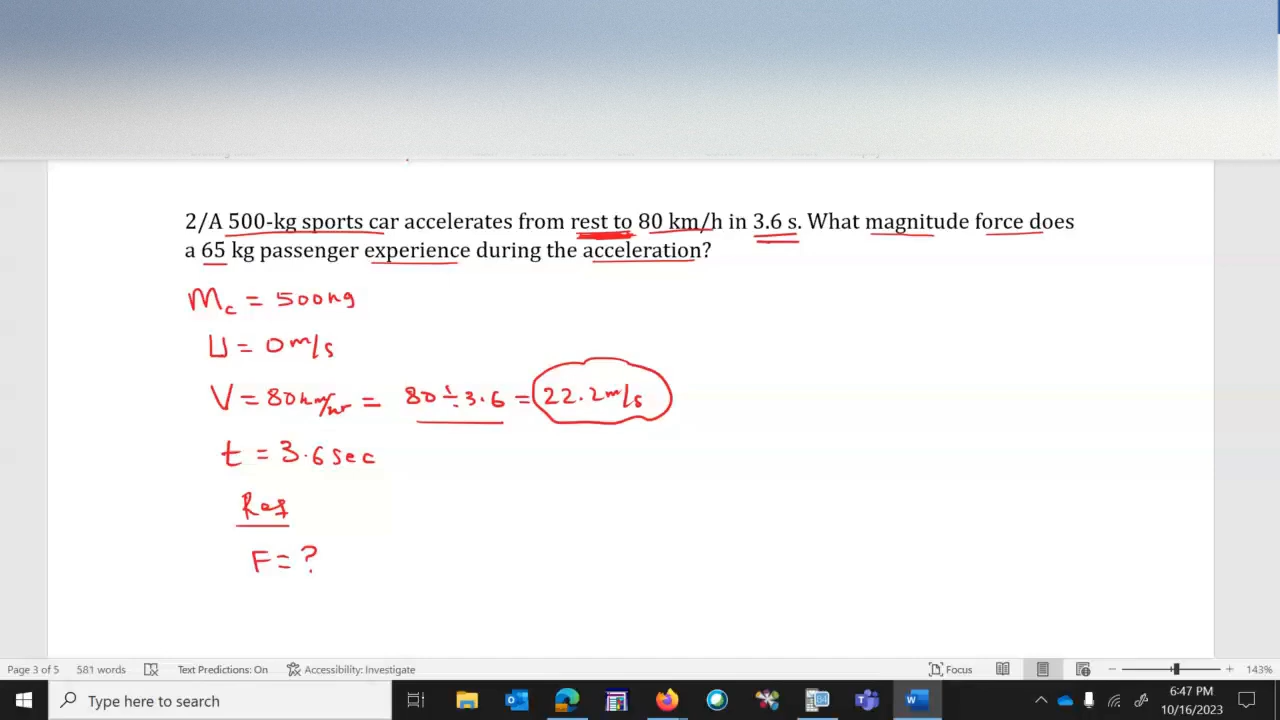 2/A 500-kg sports car accelerates from rest to 80 km/h in 3.6 s. What magnitude force does
a 65 kg passenger experience during the acceleration?
Mc = 500kg
U = 0m/s
V = 80km/hr = 80÷3.6 = 22.2m/s
t = 3.6sec
F = ?
Page 3 of 5 581 words Text Predictions: On Accessibility: Investigate Focus 143%
Type here to search 6:47 PM
10/16/2023